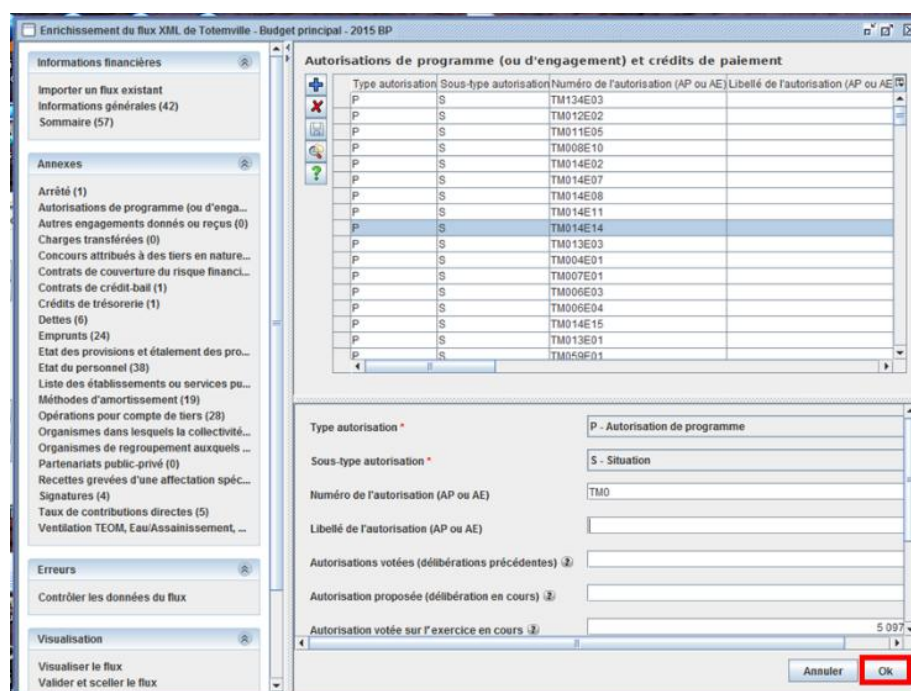 Enrichissement du flux XML de Totemville - Budget principal - 2015 BP
Informations financières
Importer un flux existant
Informations générales (42)
Sommaire (57)
Annexes
Arrêté (1)
Autorisations de programme (ou d'enga...
Autres engagements donnés ou reçus (0)
Charges transférées (0)
Concours attribués à des tiers en nature...
Contrats de couverture du risque financi...
Contrats de crédit-bail (1)
Crédits de trésorerie (1)
Dettes (6)
Emprunts (24)
Etat des provisions et étalement des pro...
Etat du personnel (38)
Liste des établissements ou services pu...
Méthodes d'amortissement (19)
Opérations pour compte de tiers (28)
Organismes dans lesquels la collectivité...
Organismes de regroupement auxquels ...
Partenariats public-privé (0)
Recettes grevées d'une affectation spéc...
Signatures (4)
Taux de contributions directes (5)
Ventilation TEOM, Eau/Assainissement, ...
Erreurs
Contrôler les données du flux
Visualisation
Visualiser le flux
Valider et sceller le flux
Autorisations de programme (ou d'engagement) et crédits de paiement
Type autorisation Sous-type autorisation Numéro de l'autorisation (AP ou AE) Libellé de l'autorisation (AP ou AE
P S TM134E03
P S TM012E02
P S TM011E05
P S TM008E10
P S TM014E02
P S TM014E07
P S TM014E08
P S TM014E11
P S TM014E14
P S TM013E03
P S TM004E01
P S TM007E01
P S TM006E03
P S TM006E04
P S TM014E15
P S TM013E01
P S TM059E01
Type autorisation * P - Autorisation de programme
Sous-type autorisation * S - Situation
Numéro de l'autorisation (AP ou AE) TM0
Libellé de l'autorisation (AP ou AE)
Autorisations votées (délibérations précédentes) 2
Autorisation proposée (délibération en cours) 2
Autorisation votée sur l'exercice en cours 2 5 097
Annuler Ok